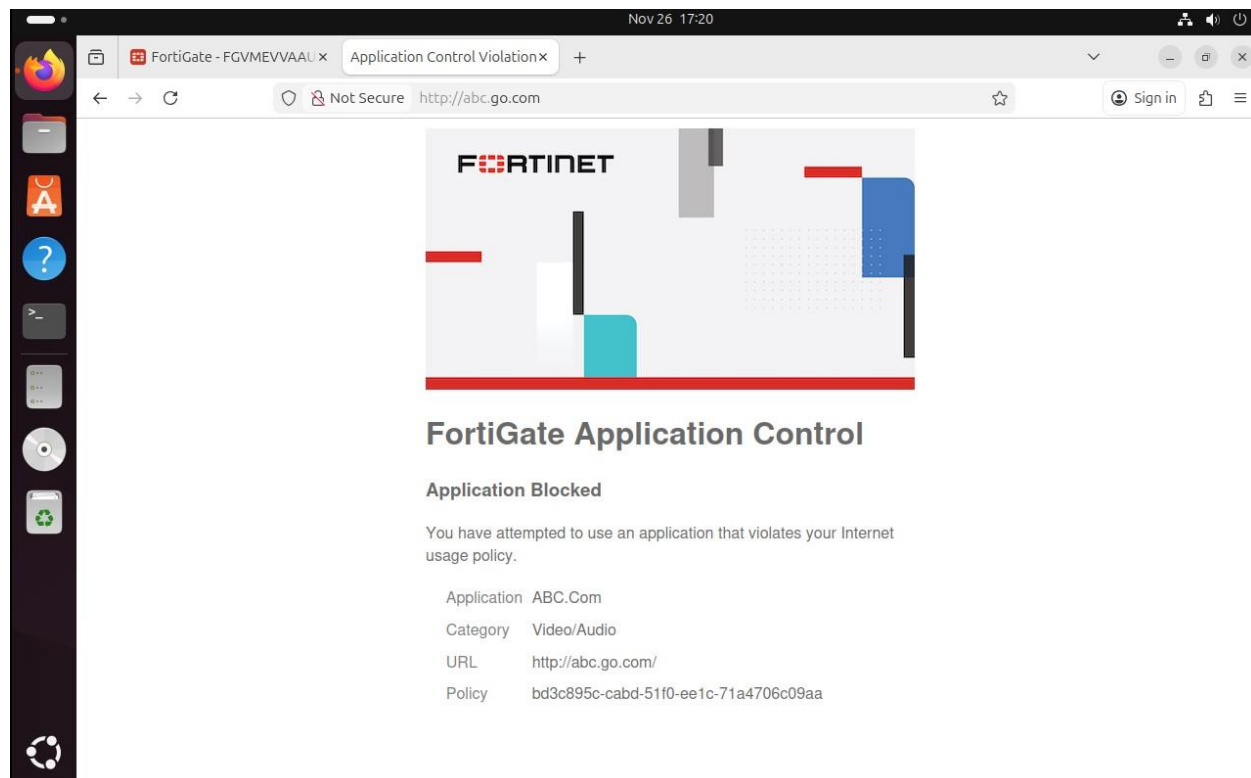 Nov 26 17:20
FortiGate - FGVMEVVAAU
Application Control Violation
Not Secure http://abc.go.com
Sign in
FORTINET
FortiGate Application Control
Application Blocked
You have attempted to use an application that violates your Internet
usage policy.
Application ABC.Com
Category Video/Audio
URL http://abc.go.com/
Policy bd3c895c-cabd-51f0-ee1c-71a4706c09aa